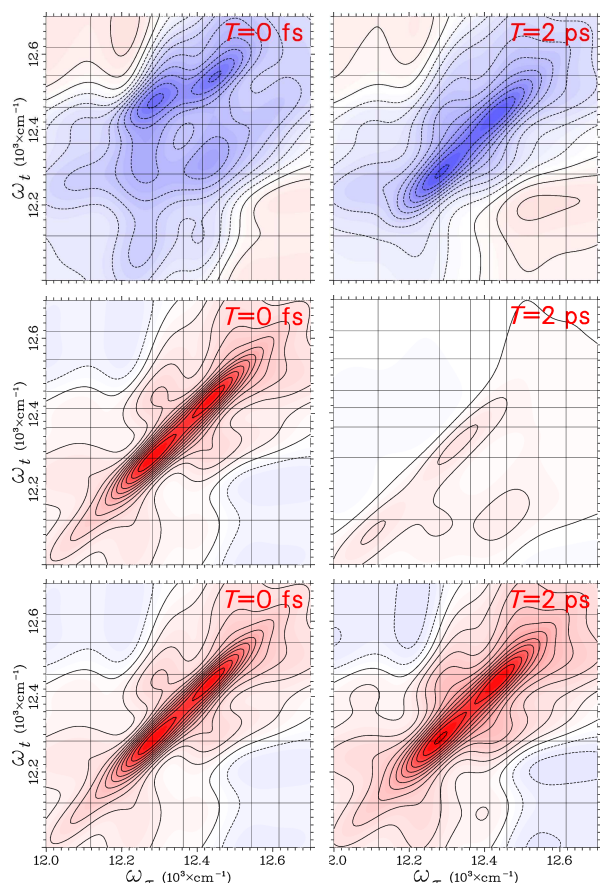 T=0 fs
T=2 ps
12.6
12.4
12.2
ω_t (10³×cm⁻¹)
T=0 fs
T=2 ps
12.6
12.4
12.2
ω_t (10³×cm⁻¹)
T=0 fs
T=2 ps
12.6
12.4
12.2
ω_t (10³×cm⁻¹)
12.0 12.2 12.4 12.6 2.0 12.2 12.4 12.6
(10³×cm⁻¹) (10³×cm⁻¹)